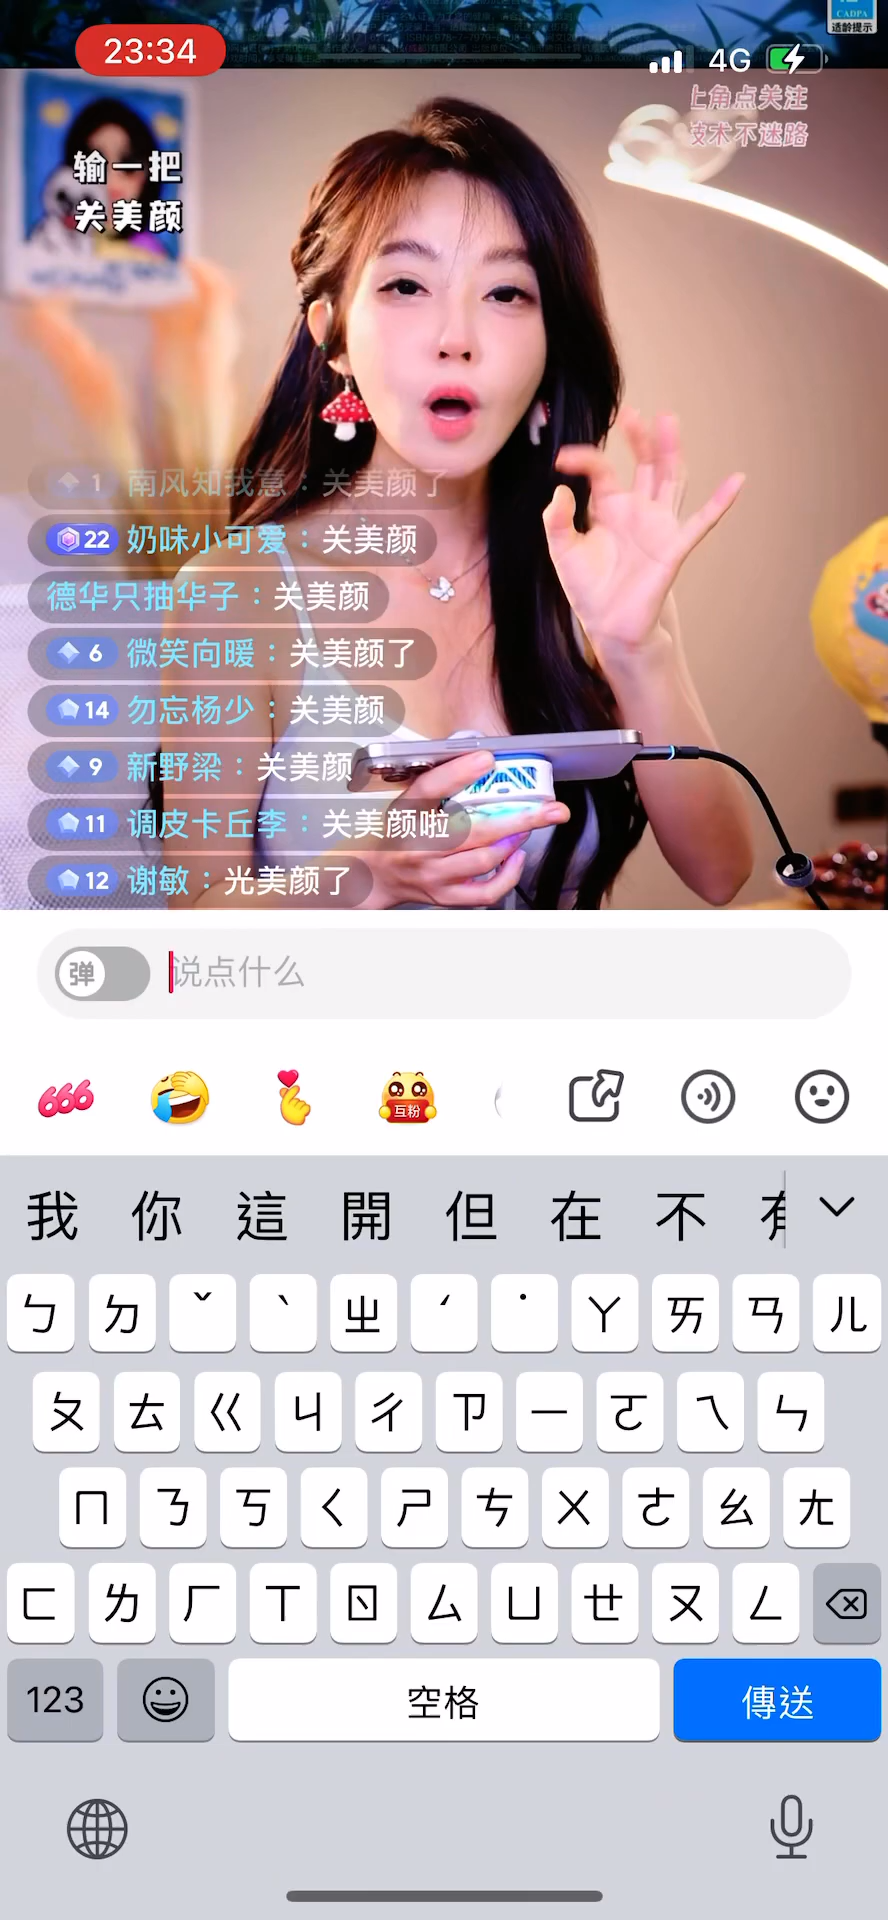 23:34
4G
CADPA
适龄提示
上角点关注
技术不迷路
输一把
关美颜
1 南风知我意：关美颜了
22 奶味小可爱：关美颜
德华只抽华子：关美颜
6 微笑向暖：关美颜了
14 勿忘杨少：关美颜
9 新野梁：关美颜
11 调皮卡丘李：关美颜啦
12 谢敏：光美颜了
弹 说点什么
666 互粉
我 你 這 開 但 在 不
ㄅ ㄉ ˇ ˋ ㄓ ˊ ˙ ㄚ ㄞ ㄢ ㄦ
ㄆ ㄊ ㄍ ㄐ ㄔ ㄗ ㄧ ㄛ ㄟ ㄣ
ㄇ ㄋ ㄎ ㄑ ㄕ ㄘ ㄨ ㄜ ㄠ ㄤ
ㄈ ㄌ ㄏ ㄒ ㄖ ㄙ ㄩ ㄝ ㄡ ㄥ
123 空格 傳送